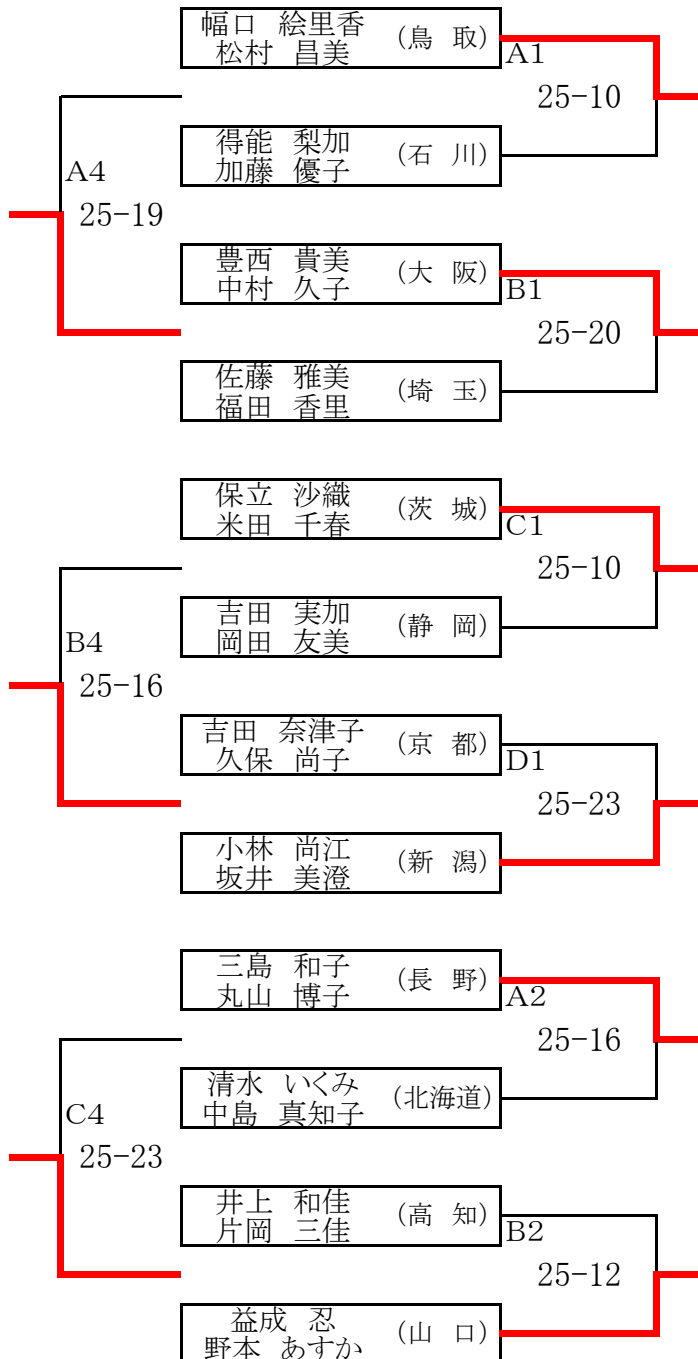 幅口 絵里香
松村 昌美
(鳥 取)
A1
25-10
得能 梨加
加藤 優子
(石 川)
A4
25-19
豊西 貴美
中村 久子
(大 阪)
B1
25-20
佐藤 雅美
福田 香里
(埼 玉)
保立 沙織
米田 千春
(茨 城)
C1
25-10
吉田 実加
岡田 友美
(静 岡)
B4
25-16
吉田 奈津子
久保 尚子
(京 都)
D1
25-23
小林 尚江
坂井 美澄
(新 潟)
三島 和子
丸山 博子
(長 野)
A2
25-16
清水 いくみ
中島 真知子
(北海道)
C4
25-23
井上 和佳
片岡 三佳
(高 知)
B2
25-12
益成 忍
野本 あすか
(山 口)